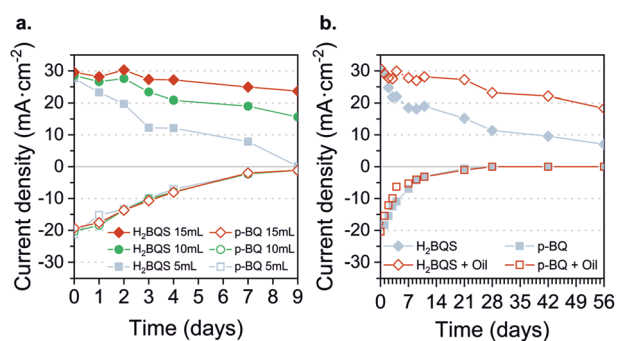 a.
Current density (mA·cm⁻²)
30
20
10
0
-10
-20
-30
H₂BQS 15mL
H₂BQS 10mL
H₂BQS 5mL
p-BQ 15mL
p-BQ 10mL
p-BQ 5mL
0 1 2 3 4 5 6 7 8 9
Time (days)
b.
Current density (mA·cm⁻²)
30
20
10
0
-10
-20
-30
H₂BQS
H₂BQS + Oil
p-BQ
p-BQ + Oil
0 7 14 21 28 35 42 49 56
Time (days)